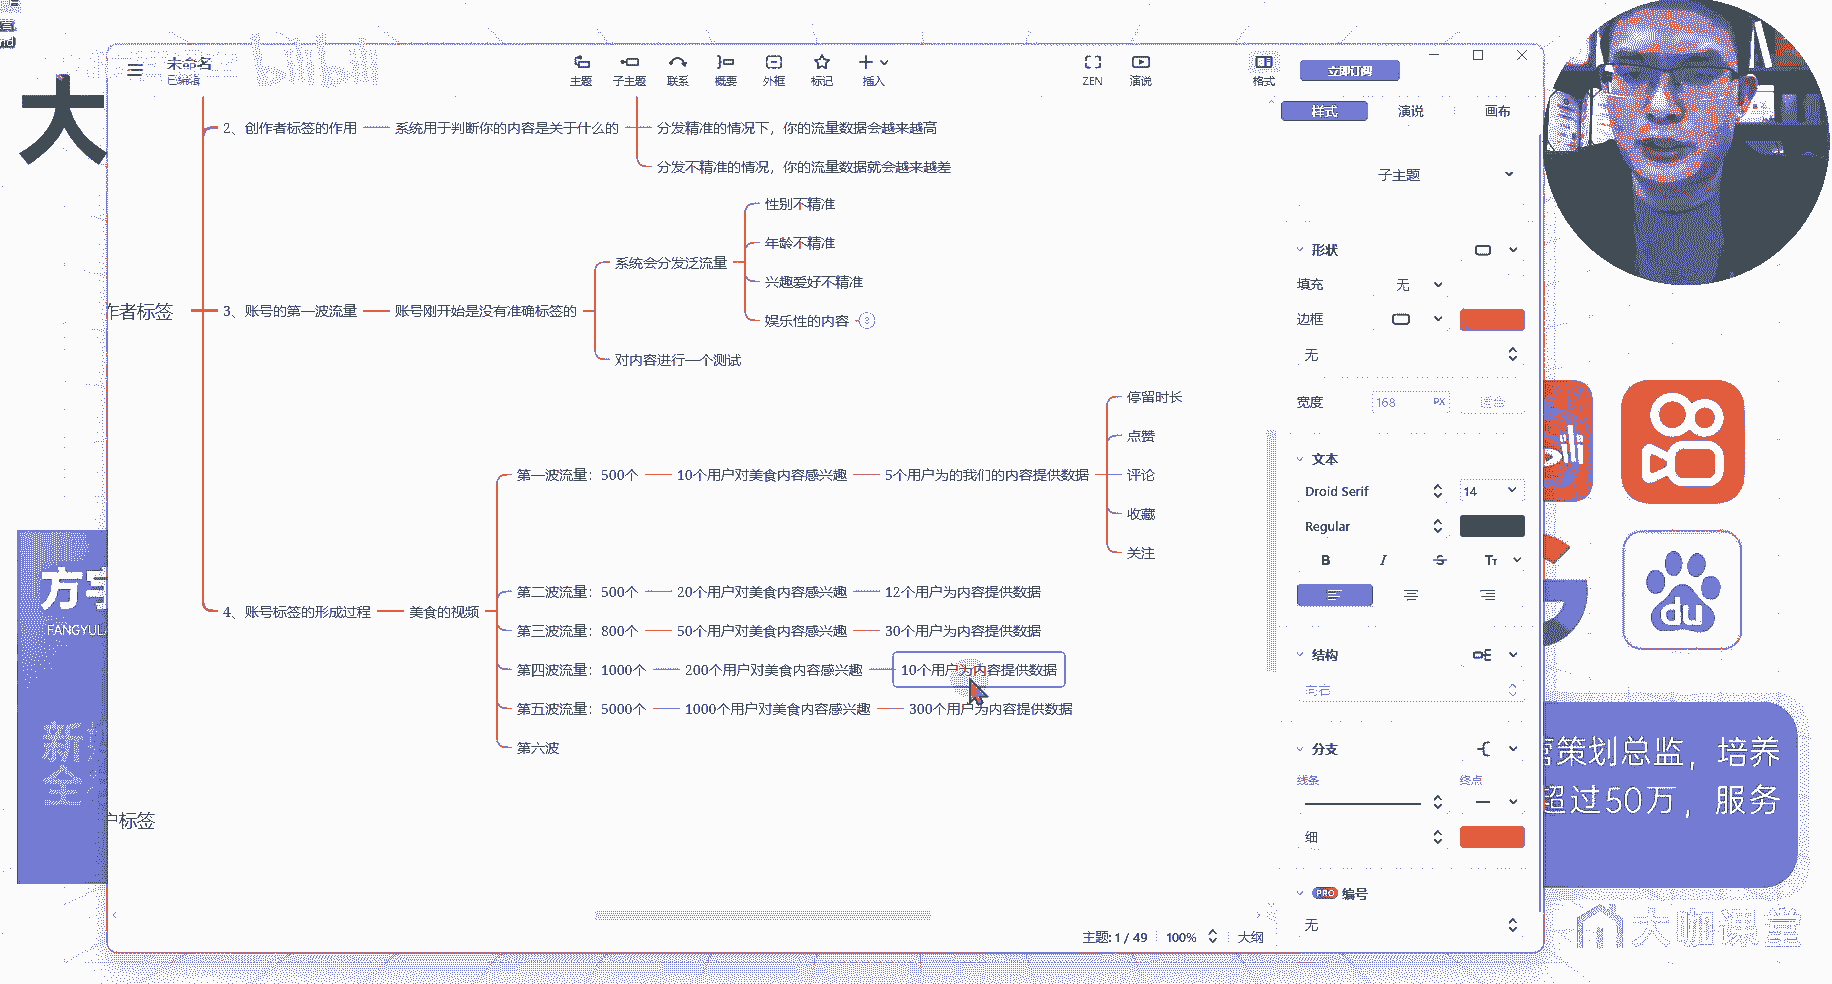 大
未命名
已编辑
bilibili
主题
子主题
联系
概要
外框
标记
插入
ZEN
演说
格式
立即订阅
样式
演说
画布
2、创作者标签的作用
系统用于判断你的内容是关于什么的
分发精准的情况下，你的流量数据会越来越高
分发不精准的情况，你的流量数据就会越来越差
作者标签
3、账号的第一波流量
账号刚开始是没有准确标签的
系统会分发泛流量
性别不精准
年龄不精准
兴趣爱好不精准
娱乐性的内容
对内容进行一个测试
4、账号标签的形成过程
美食的视频
第一波流量：500个
10个用户对美食内容感兴趣
5个用户为的我们的内容提供数据
停留时长
点赞
评论
收藏
关注
第二波流量：500个
20个用户对美食内容感兴趣
12个用户为内容提供数据
第三波流量：800个
50个用户对美食内容感兴趣
30个用户为内容提供数据
第四波流量：1000个
200个用户对美食内容感兴趣
10个用户为内容提供数据
第五波流量：5000个
1000个用户对美食内容感兴趣
300个用户为内容提供数据
第六波
户标签
子主题
形状
填充
无
边框
无
宽度
168
PX
文本
Droid Serif
14
Regular
B
I
S
Tт
结构
向右
分支
线条
终点
细
PRO 编号
无
主题: 1 / 49
100%
大纲
方宇
FANGYUL
新
全
du
营策划总监，培养
超过50万，服务
大咖课堂